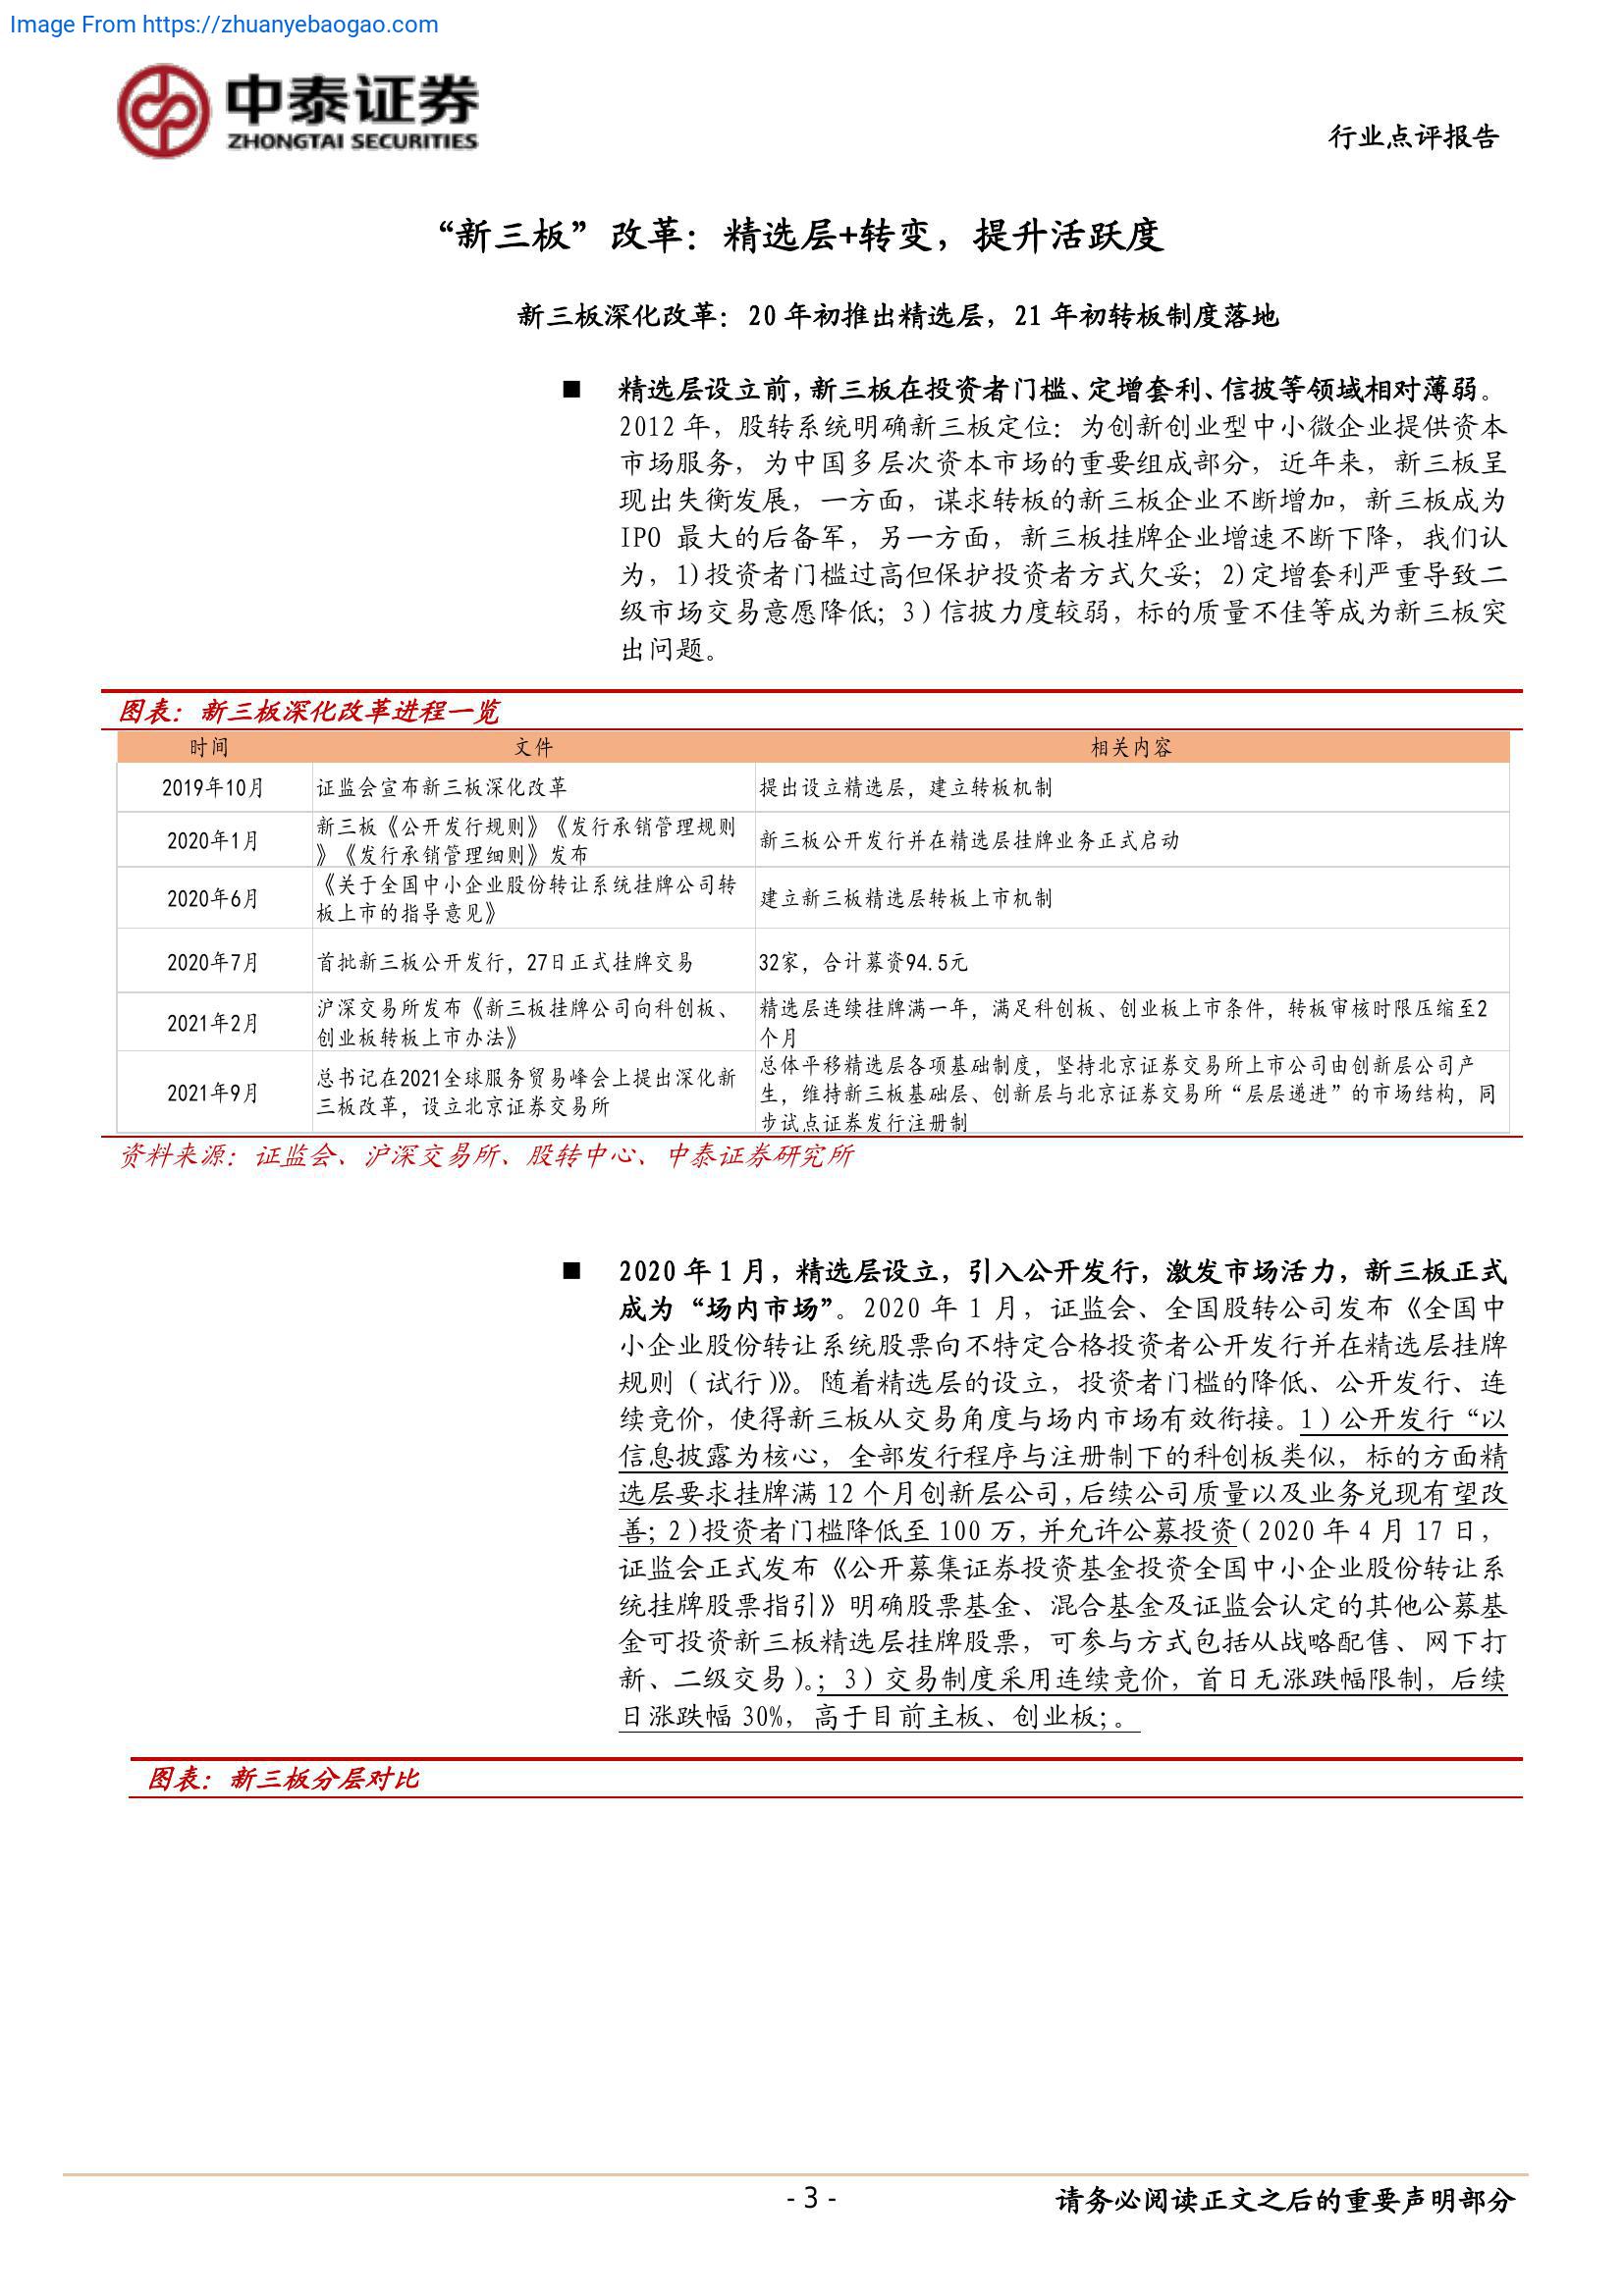 Image From https://zhuanyebaogao.com
中泰证券
ZHONGTAI SECURITIES
行业点评报告
“新三板”改革：精选层+转变，提升活跃度
新三板深化改革：20 年初推出精选层，21 年初转板制度落地
■ 精选层设立前，新三板在投资者门槛、定增套利、信披等领域相对薄弱。
2012 年，股转系统明确新三板定位：为创新创业型中小微企业提供资本
市场服务，为中国多层次资本市场的重要组成部分，近年来，新三板呈
现出失衡发展，一方面，谋求转板的新三板企业不断增加，新三板成为
IPO 最大的后备军，另一方面，新三板挂牌企业增速不断下降，我们认
为，1)投资者门槛过高但保护投资者方式欠妥；2)定增套利严重导致二
级市场交易意愿降低；3)信披力度较弱，标的质量不佳等成为新三板突
出问题。
图表：新三板深化改革进程一览
时间 文件 相关内容
2019年10月 证监会宣布新三板深化改革 提出设立精选层，建立转板机制
2020年1月 新三板《公开发行规则》《发行承销管理规则
》《发行承销管理细则》发布 新三板公开发行并在精选层挂牌业务正式启动
2020年6月 《关于全国中小企业股份转让系统挂牌公司转
板上市的指导意见》 建立新三板精选层转板上市机制
2020年7月 首批新三板公开发行，27日正式挂牌交易 32家，合计募资94.5元
2021年2月 沪深交易所发布《新三板挂牌公司向科创板、
创业板转板上市办法》 精选层连续挂牌满一年，满足科创板、创业板上市条件，转板审核时限压缩至2
个月
2021年9月 总书记在2021全球服务贸易峰会上提出深化新
三板改革，设立北京证券交易所 总体平移精选层各项基础制度，坚持北京证券交易所上市公司由创新层公司产
生，维持新三板基础层、创新层与北京证券交易所“层层递进”的市场结构，同
步试点证券发行注册制
资料来源：证监会、沪深交易所、股转中心、中泰证券研究所
■ 2020 年 1 月，精选层设立，引入公开发行，激发市场活力，新三板正式
成为“场内市场”。2020 年 1 月，证监会、全国股转公司发布《全国中
小企业股份转让系统股票向不特定合格投资者公开发行并在精选层挂牌
规则（试行)》。随着精选层的设立，投资者门槛的降低、公开发行、连
续竞价，使得新三板从交易角度与场内市场有效衔接。1）公开发行“以
信息披露为核心，全部发行程序与注册制下的科创板类似，标的方面精
选层要求挂牌满 12 个月创新层公司，后续公司质量以及业务兑现有望改
善；2)投资者门槛降低至 100 万，并允许公募投资(2020 年 4 月 17 日，
证监会正式发布《公开募集证券投资基金投资全国中小企业股份转让系
统挂牌股票指引》明确股票基金、混合基金及证监会认定的其他公募基
金可投资新三板精选层挂牌股票，可参与方式包括从战略配售、网下打
新、二级交易)。；3）交易制度采用连续竞价，首日无涨跌幅限制，后续
日涨跌幅 30%，高于目前主板、创业板；。
图表：新三板分层对比
- 3 -
请务必阅读正文之后的重要声明部分